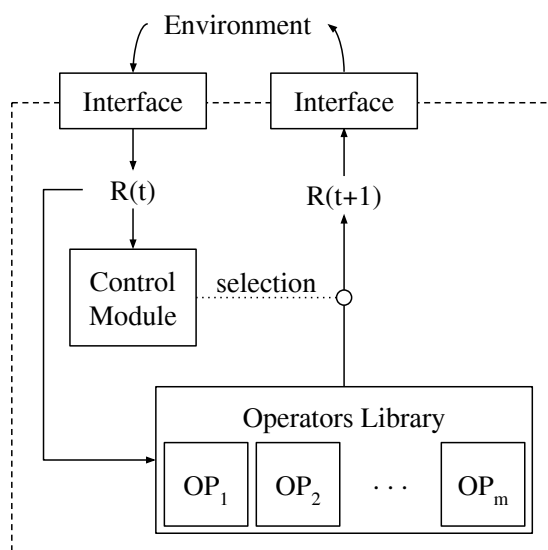 Environment
Interface
Interface
R(t)
R(t+1)
Control
Module
selection
Operators Library
OP1
OP2
. . .
OPm